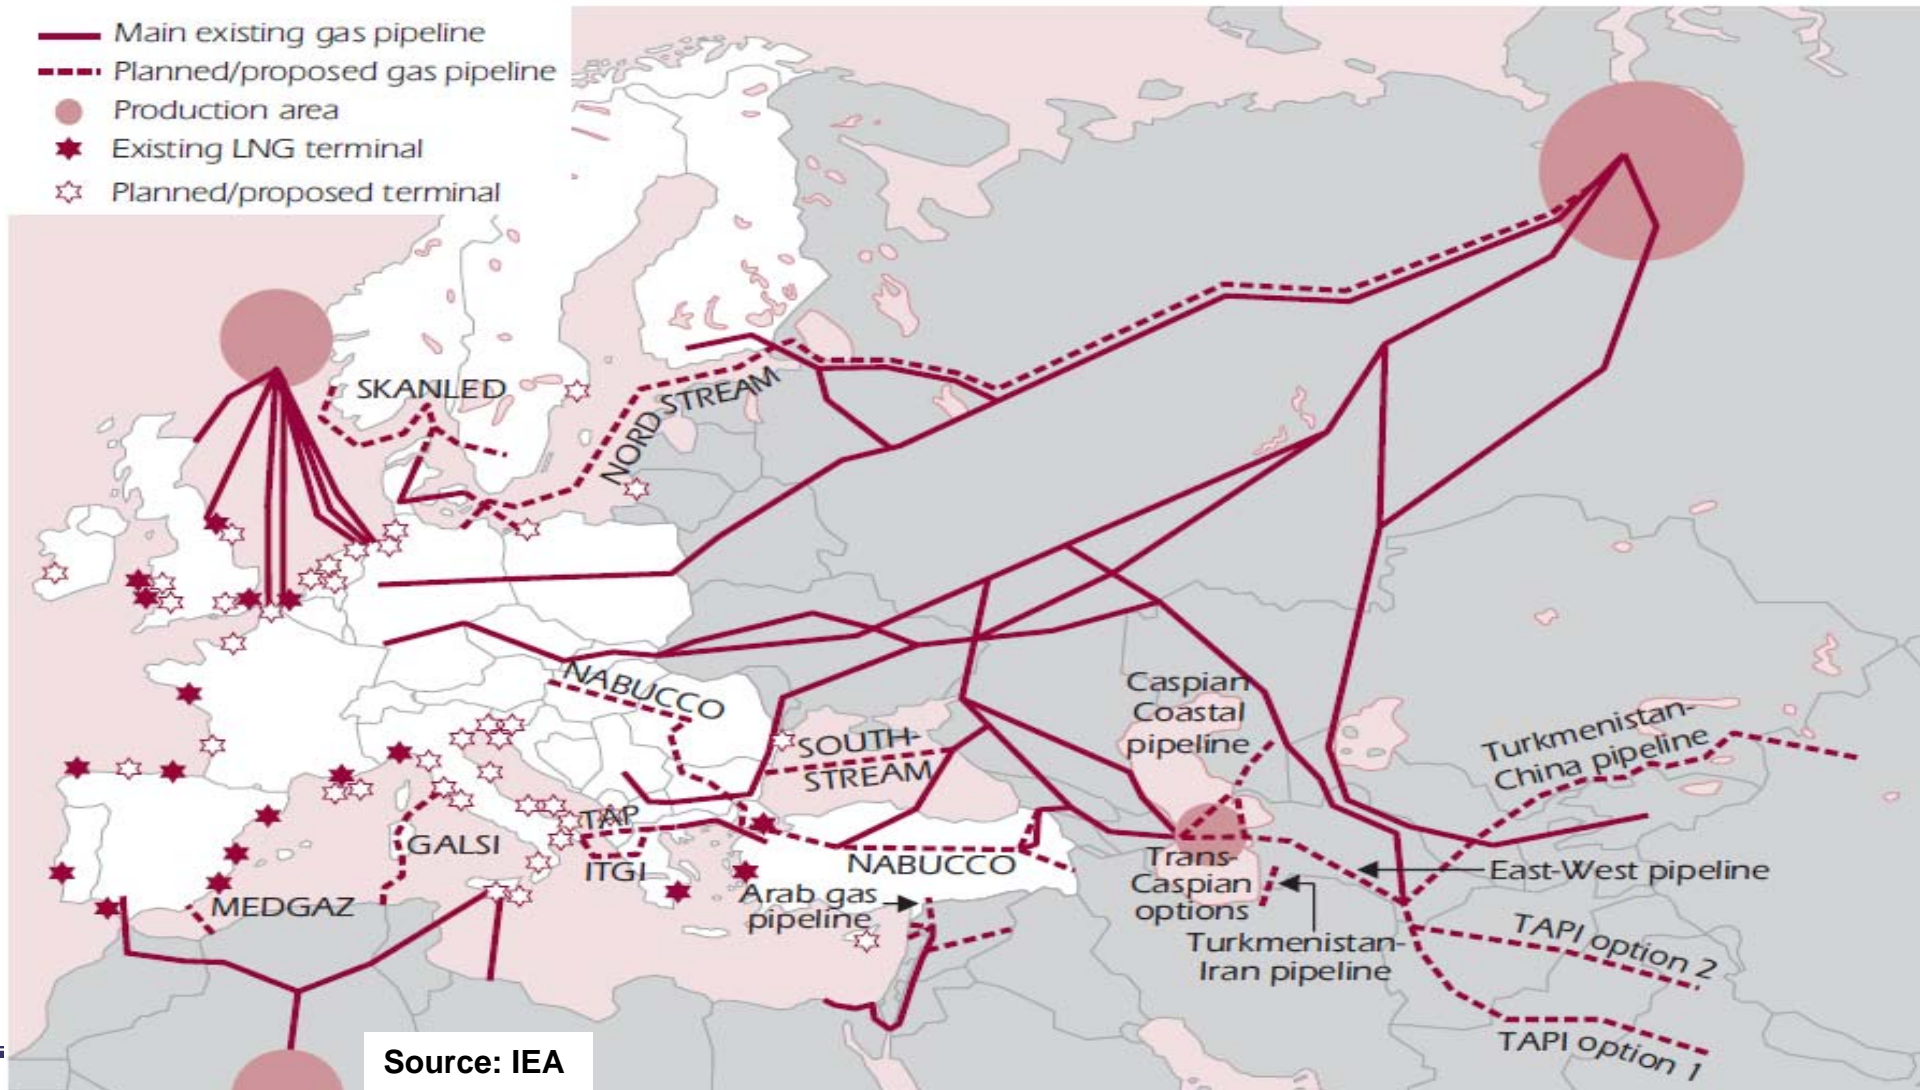 Main existing gas pipeline
Planned/proposed gas pipeline
Production area
Existing LNG terminal
Planned/proposed terminal
SKANLED
NORD STREAM
NABUCCO
SOUTH-
STREAM
Caspian
Coastal
pipeline
Turkmenistan-
China pipeline
TAP
GALSI
ITGI
NABUCCO
MEDGAZ
Arab gas
pipeline
Trans-
Caspian
options
East-West pipeline
Turkmenistan-
Iran pipeline
TAPI option 2
TAPI option 1
Source: IEA